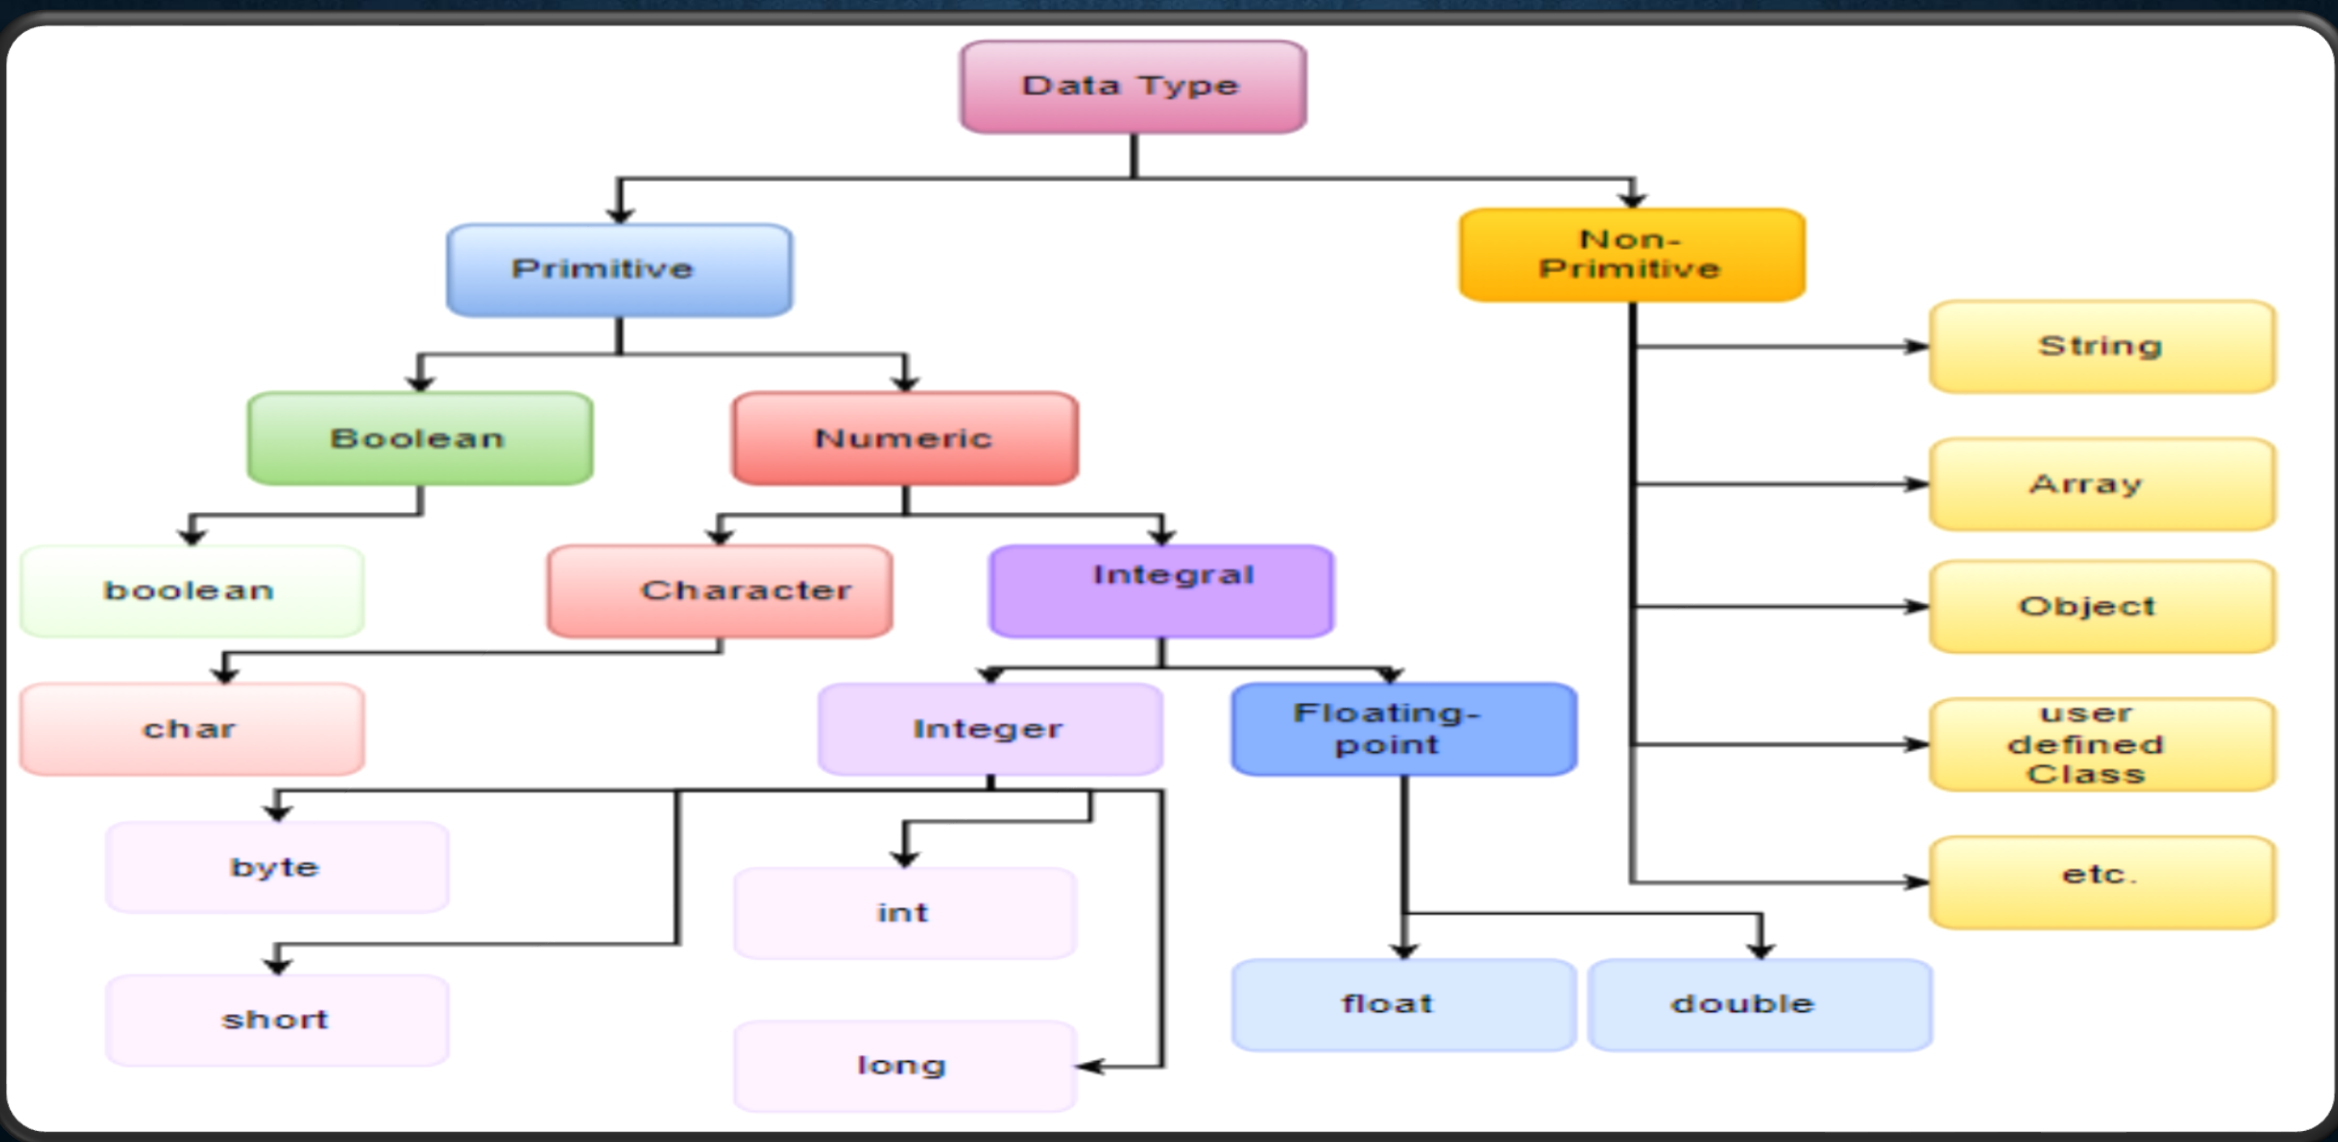 Data Type
Primitive
Non-
Primitive
String
Boolean
Numeric
Array
boolean
Character
Integral
Object
char
Integer
Floating-
point
user
defined
Class
byte
int
etc.
short
long
float
double